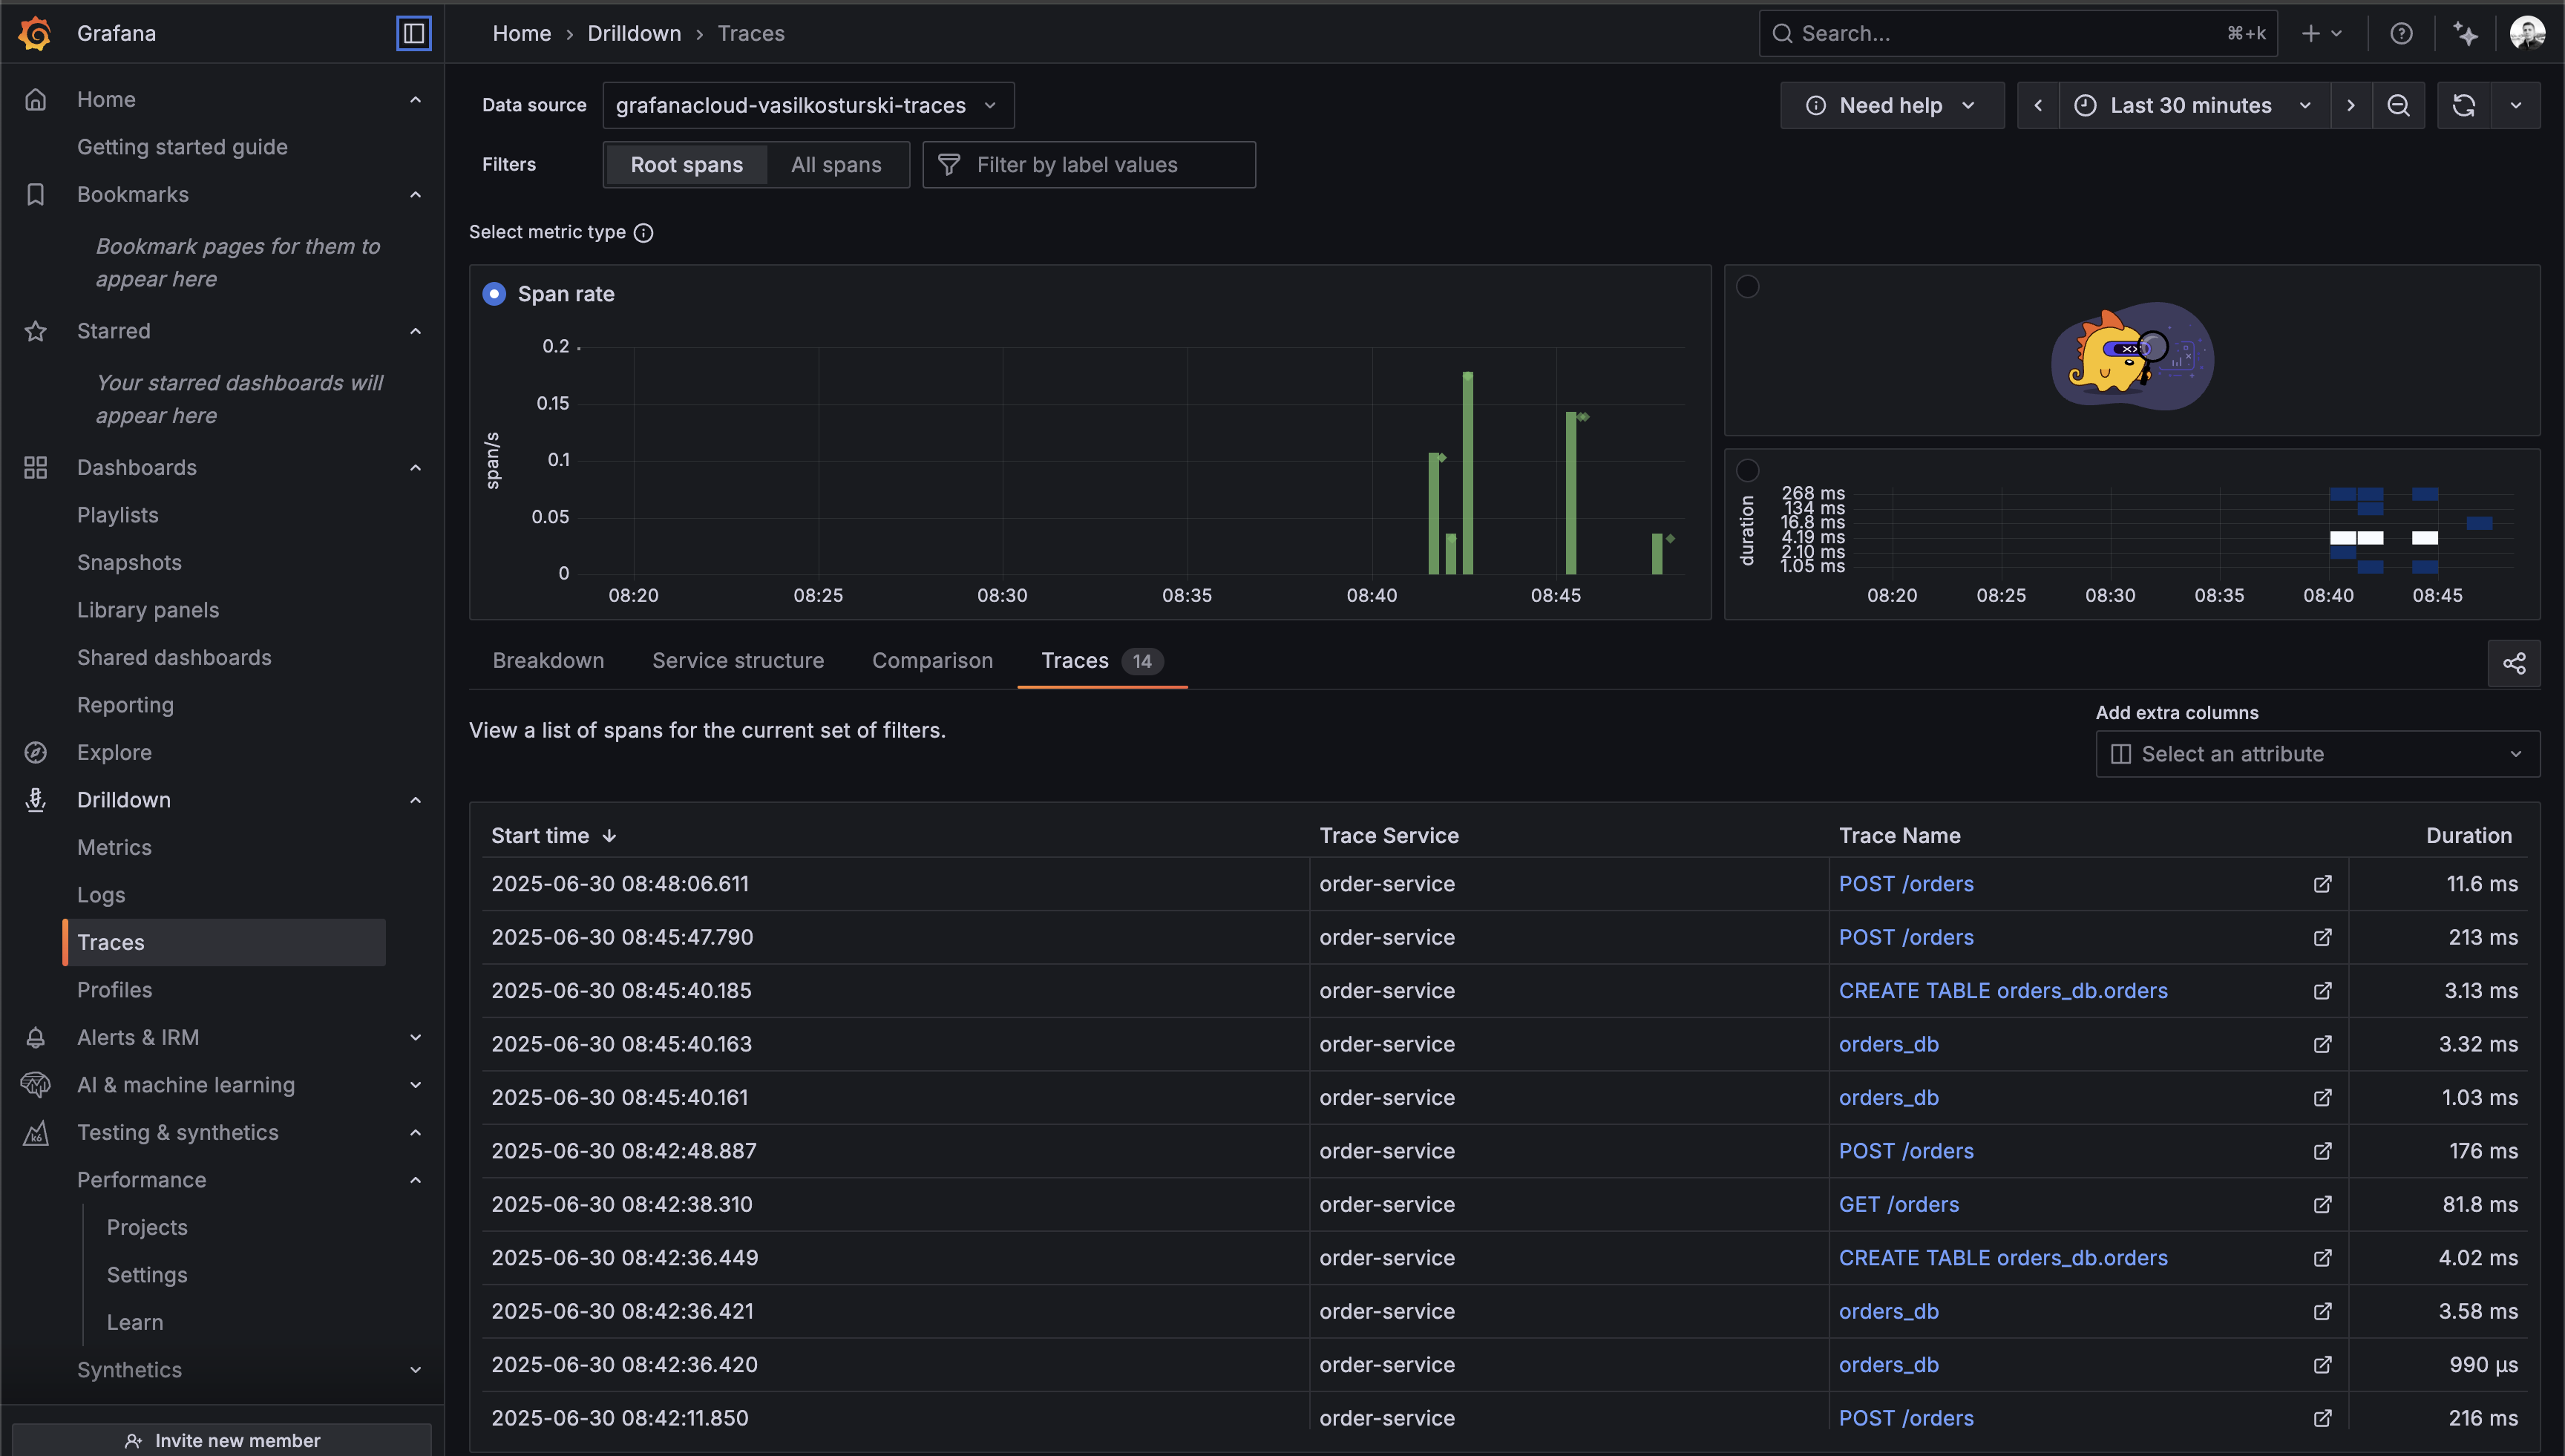 Grafana
Home › Drilldown › Traces
Search...
⌘+k
Home
Getting started guide
Bookmarks
Bookmark pages for them to
appear here
Starred
Your starred dashboards will
appear here
Dashboards
Playlists
Snapshots
Library panels
Shared dashboards
Reporting
Explore
Drilldown
Metrics
Logs
Traces
Profiles
Alerts & IRM
AI & machine learning
Testing & synthetics
Performance
Projects
Settings
Learn
Synthetics
Invite new member
Data source grafanacloud-vasilkosturski-traces
Need help
Last 30 minutes
Filters Root spans All spans Filter by label values
Select metric type
Span rate
span/s
0.2
0.15
0.1
0.05
0
08:20 08:25 08:30 08:35 08:40 08:45
duration
268 ms
134 ms
16.8 ms
4.19 ms
2.10 ms
1.05 ms
08:20 08:25 08:30 08:35 08:40 08:45
Breakdown Service structure Comparison Traces 14
View a list of spans for the current set of filters.
Add extra columns
Select an attribute
Start time Trace Service Trace Name Duration
2025-06-30 08:48:06.611 order-service POST /orders 11.6 ms
2025-06-30 08:45:47.790 order-service POST /orders 213 ms
2025-06-30 08:45:40.185 order-service CREATE TABLE orders_db.orders 3.13 ms
2025-06-30 08:45:40.163 order-service orders_db 3.32 ms
2025-06-30 08:45:40.161 order-service orders_db 1.03 ms
2025-06-30 08:42:48.887 order-service POST /orders 176 ms
2025-06-30 08:42:38.310 order-service GET /orders 81.8 ms
2025-06-30 08:42:36.449 order-service CREATE TABLE orders_db.orders 4.02 ms
2025-06-30 08:42:36.421 order-service orders_db 3.58 ms
2025-06-30 08:42:36.420 order-service orders_db 990 µs
2025-06-30 08:42:11.850 order-service POST /orders 216 ms